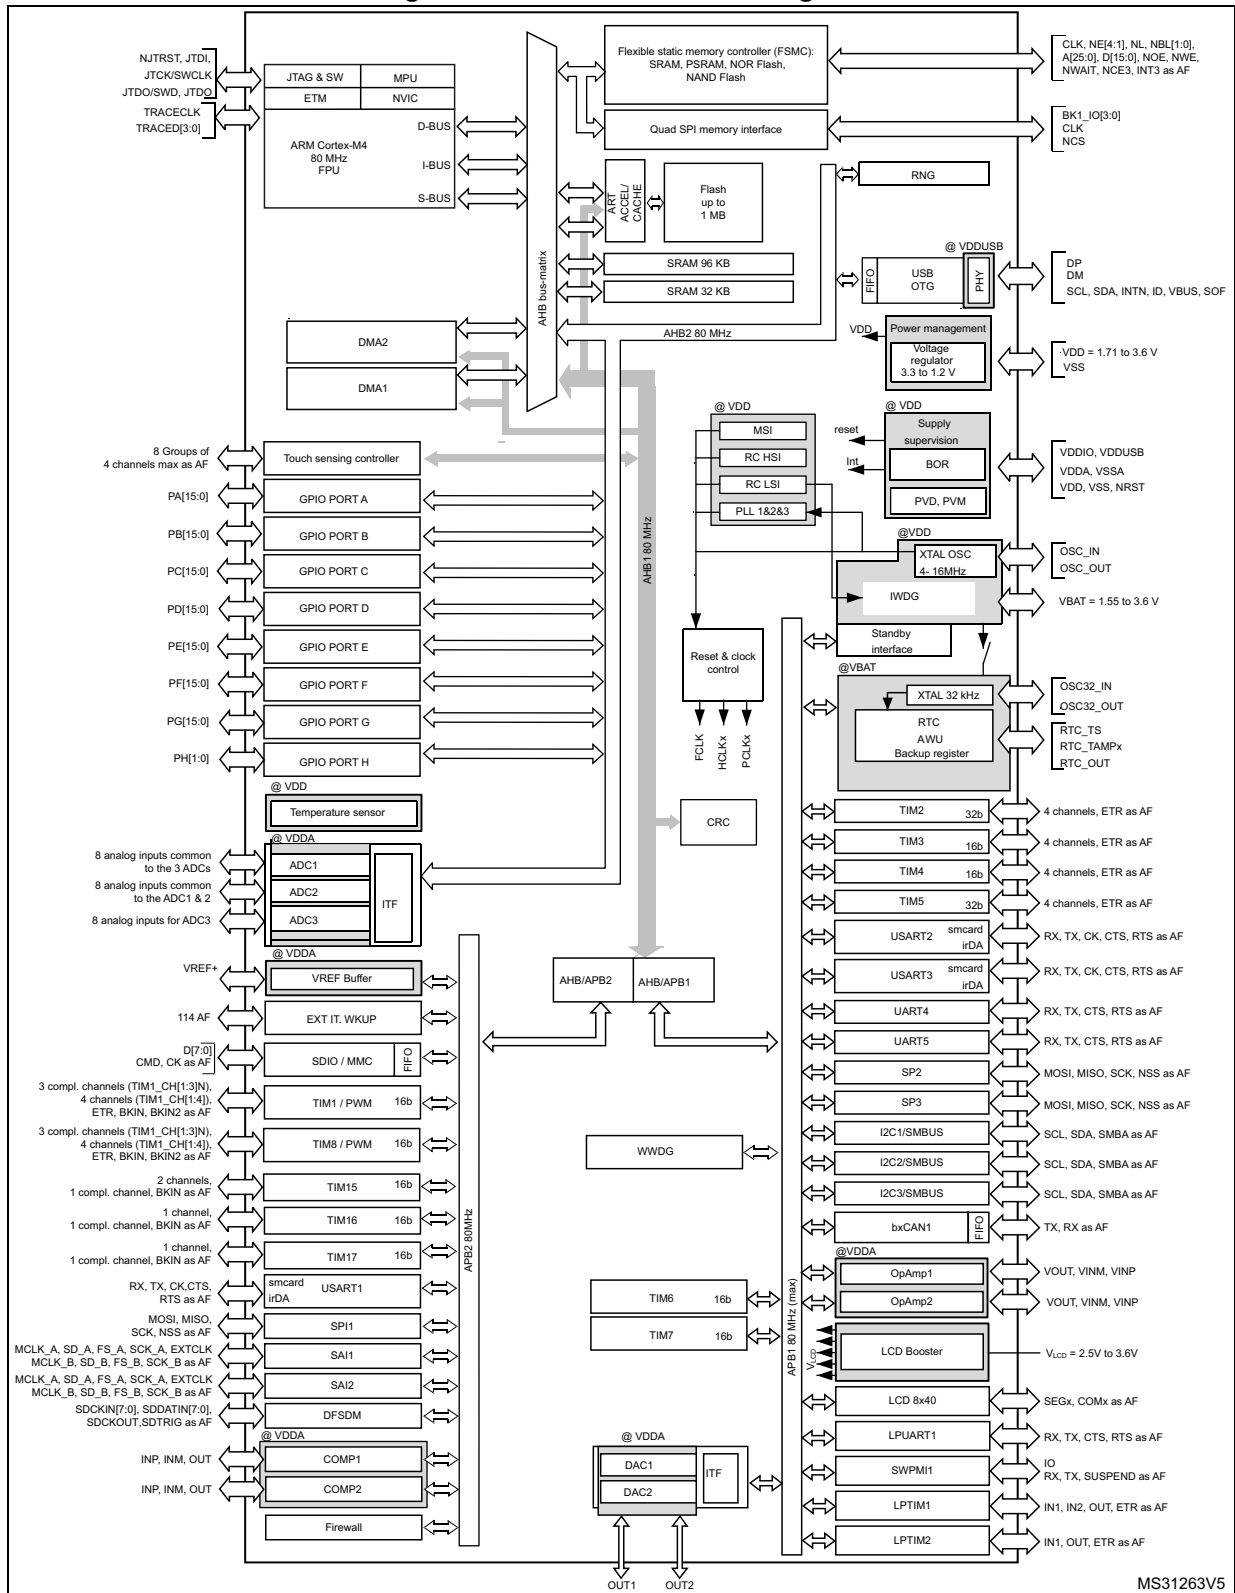 NJTRST, JTDI,
JTCK/SWCLK
JTDO/SWD, JTDO
TRACECLK
TRACED[3:0]
JTAG & SW
MPU
ETM
NVIC
ARM Cortex-M4
80 MHz
FPU
D-BUS
I-BUS
S-BUS
AHB bus-matrix
Flexible static memory controller (FSMC):
SRAM, PSRAM, NOR Flash,
NAND Flash
CLK, NE[4:1], NL, NBL[1:0],
A[25:0], D[15:0], NOE, NWE,
NWAIT, NCE3, INT3 as AF
Quad SPI memory interface
BK1_IO[3:0]
CLK
NCS
ART
ACCEL/
CACHE
Flash
up to
1 MB
RNG
SRAM 96 KB
SRAM 32 KB
@ VDDUSB
FIFO
USB
OTG
PHY
DP
DM
SCL, SDA, INTN, ID, VBUS, SOF
DMA2
DMA1
AHB2 80 MHz
VDD
Power management
Voltage
regulator
3.3 to 1.2 V
VDD = 1.71 to 3.6 V
VSS
8 Groups of
4 channels max as AF
Touch sensing controller
PA[15:0]
GPIO PORT A
PB[15:0]
GPIO PORT B
PC[15:0]
GPIO PORT C
PD[15:0]
GPIO PORT D
PE[15:0]
GPIO PORT E
PF[15:0]
GPIO PORT F
PG[15:0]
GPIO PORT G
PH[1:0]
GPIO PORT H
AHB1 80 MHz
@ VDD
MSI
RC HSI
RC LSI
PLL 1&2&3
@ VDD
reset
Int
Supply
supervision
BOR
PVD, PVM
VDDIO, VDDUSB
VDDA, VSSA
VDD, VSS, NRST
@VDD
XTAL OSC
4- 16MHz
IWDG
OSC_IN
OSC_OUT
VBAT = 1.55 to 3.6 V
Standby
interface
Reset & clock
control
FCLK
HCLKx
PCLKx
@VBAT
XTAL 32 kHz
RTC
AWU
Backup register
OSC32_IN
OSC32_OUT
RTC_TS
RTC_TAMPx
RTC_OUT
@ VDD
Temperature sensor
@ VDDA
8 analog inputs common
to the 3 ADCs
ADC1
8 analog inputs common
to the ADC1 & 2
ADC2
8 analog inputs for ADC3
ADC3
ITF
CRC
@ VDDA
VREF+
VREF Buffer
AHB/APB2
AHB/APB1
114 AF
EXT IT. WKUP
D[7:0]
CMD, CK as AF
SDIO / MMC
FIFO
3 compl. channels (TIM1_CH[1:3]N),
4 channels (TIM1_CH[1:4]),
ETR, BKIN, BKIN2 as AF
TIM1 / PWM
16b
3 compl. channels (TIM1_CH[1:3]N),
4 channels (TIM1_CH[1:4]),
ETR, BKIN, BKIN2 as AF
TIM8 / PWM
16b
2 channels,
1 compl. channel, BKIN as AF
TIM15
16b
1 channel,
1 compl. channel, BKIN as AF
TIM16
16b
1 channel,
1 compl. channel, BKIN as AF
TIM17
16b
RX, TX, CK,CTS,
RTS as AF
smcard
irDA
USART1
MOSI, MISO,
SCK, NSS as AF
SPI1
MCLK_A, SD_A, FS_A, SCK_A, EXTCLK
MCLK_B, SD_B, FS_B, SCK_B as AF
SAI1
MCLK_A, SD_A, FS_A, SCK_A, EXTCLK
MCLK_B, SD_B, FS_B, SCK_B as AF
SAI2
SDCKIN[7:0], SDDATIN[7:0],
SDCKOUT,SDTRIG as AF
DFSDM
@ VDDA
INP, INM, OUT
COMP1
INP, INM, OUT
COMP2
Firewall
APB2 80MHz
WWDG
TIM6
16b
TIM7
16b
@ VDDA
DAC1
DAC2
ITF
OUT1
OUT2
APB1 80 MHz (max)
TIM2
32b
4 channels, ETR as AF
TIM3
16b
4 channels, ETR as AF
TIM4
16b
4 channels, ETR as AF
TIM5
32b
4 channels, ETR as AF
USART2
smcard
irDA
RX, TX, CK, CTS, RTS as AF
USART3
smcard
irDA
RX, TX, CK, CTS, RTS as AF
UART4
RX, TX, CTS, RTS as AF
UART5
RX, TX, CTS, RTS as AF
SP2
MOSI, MISO, SCK, NSS as AF
SP3
MOSI, MISO, SCK, NSS as AF
I2C1/SMBUS
SCL, SDA, SMBA as AF
I2C2/SMBUS
SCL, SDA, SMBA as AF
I2C3/SMBUS
SCL, SDA, SMBA as AF
bxCAN1
FIFO
TX, RX as AF
@VDDA
OpAmp1
VOUT, VINM, VINP
OpAmp2
VOUT, VINM, VINP
VLCD
LCD Booster
VLCD = 2.5V to 3.6V
LCD 8x40
SEGx, COMx as AF
LPUART1
RX, TX, CTS, RTS as AF
SWPMI1
IO
RX, TX, SUSPEND as AF
LPTIM1
IN1, IN2, OUT, ETR as AF
LPTIM2
IN1, OUT, ETR as AF
MS31263V5